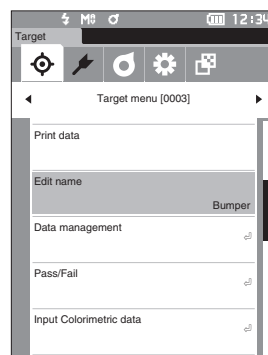 12:34
Target
Target menu [0003]
Print data
Edit name
Bumper
Data management
Pass/Fail
Input Colorimetric data